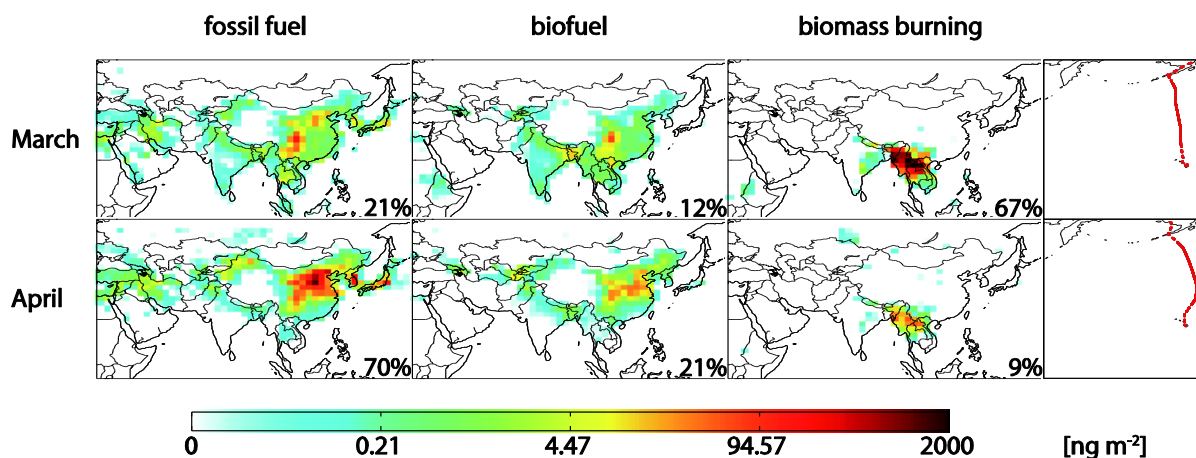 fossil fuel biofuel biomass burning
March
21% 12% 67%
April
70% 21% 9%
0 0.21 4.47 94.57 2000 [ng m⁻²]